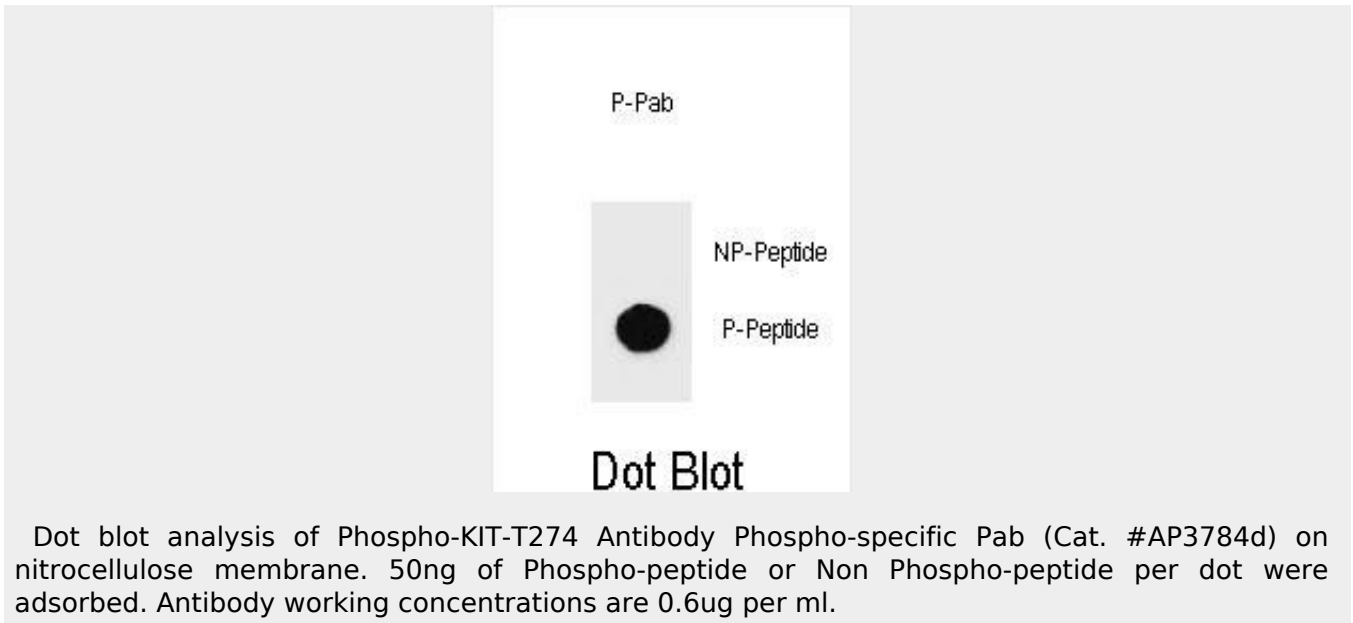 P-Pab
NP-Peptide
P-Peptide
Dot Blot
Dot blot analysis of Phospho-KIT-T274 Antibody Phospho-specific Pab (Cat. #AP3784d) on
nitrocellulose membrane. 50ng of Phospho-peptide or Non Phospho-peptide per dot were
adsorbed. Antibody working concentrations are 0.6ug per ml.